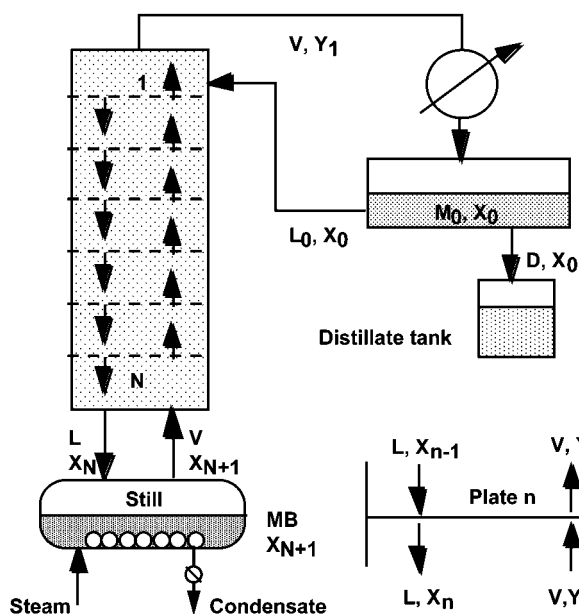 V, Y1
1
M0, X0
L0, X0
D, X0
Distillate tank
N
L
XN
V
XN+1
Still
MB
XN+1
Steam
Condensate
L, Xn-1
V, Y
Plate n
L, Xn
V,Y